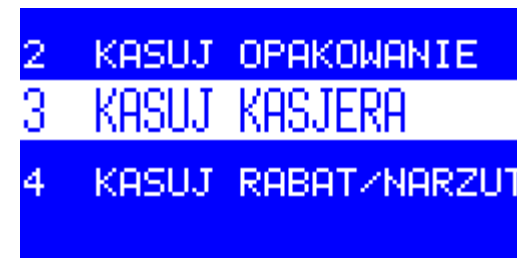 2 KASUJ OPAKOWANIE
3 KASUJ KASJERA
4 KASUJ RABAT/NARZUT